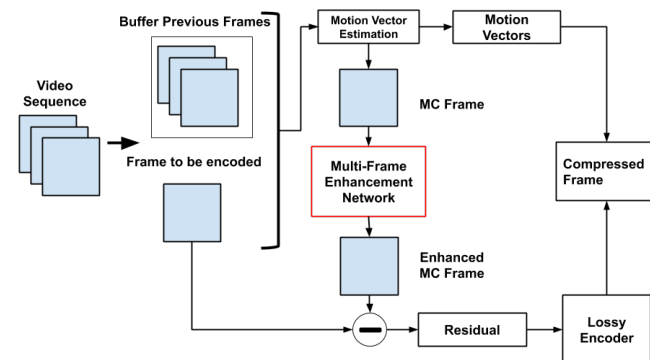 Buffer Previous Frames
Motion Vector
Estimation
Motion
Vectors
Video
Sequence
MC Frame
Frame to be encoded
Multi-Frame
Enhancement
Network
Compressed
Frame
Enhanced
MC Frame
Residual
Lossy
Encoder